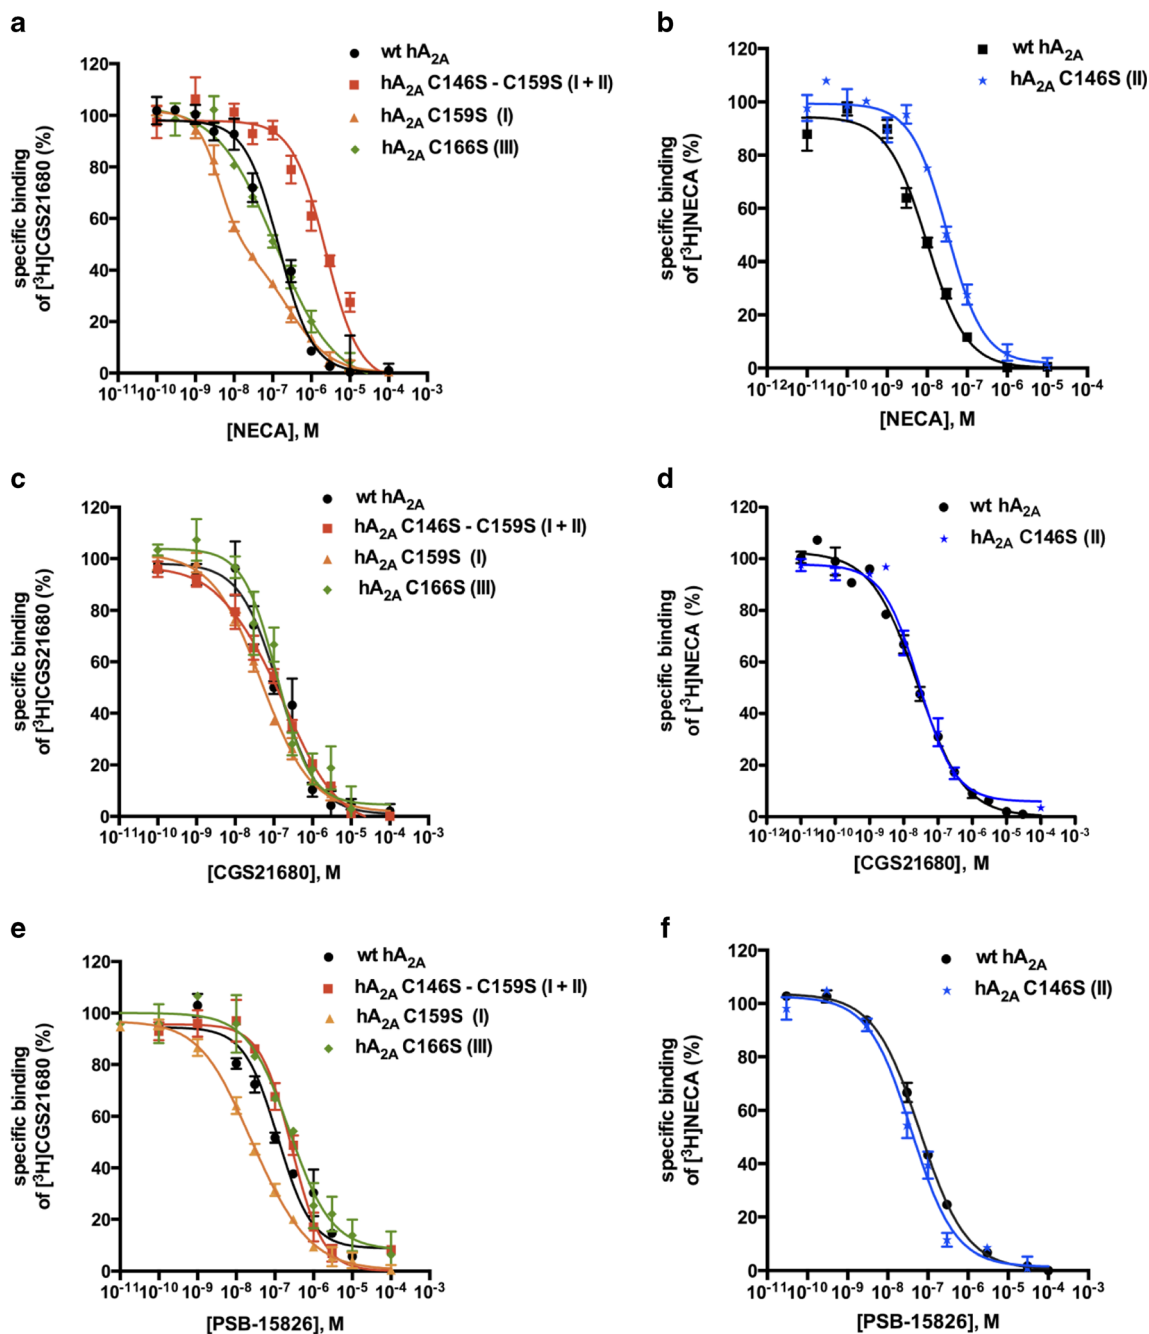 a
wt hA2A
hA2A C146S - C159S (I + II)
hA2A C159S (I)
hA2A C166S (III)
120
100
80
60
40
20
0
specific binding
of [³H]CGS21680 (%)
10⁻¹¹ 10⁻¹⁰ 10⁻⁹ 10⁻⁸ 10⁻⁷ 10⁻⁶ 10⁻⁵ 10⁻⁴ 10⁻³
[NECA], M
b
wt hA2A
hA2A C146S (II)
120
100
80
60
40
20
0
specific binding
of [³H]NECA (%)
10⁻¹² 10⁻¹¹ 10⁻¹⁰ 10⁻⁹ 10⁻⁸ 10⁻⁷ 10⁻⁶ 10⁻⁵ 10⁻⁴
[NECA], M
c
wt hA2A
hA2A C146S - C159S (I + II)
hA2A C159S (I)
hA2A C166S (III)
120
100
80
60
40
20
0
specific binding
of [³H]CGS21680 (%)
10⁻¹¹ 10⁻¹⁰ 10⁻⁹ 10⁻⁸ 10⁻⁷ 10⁻⁶ 10⁻⁵ 10⁻⁴ 10⁻³
[CGS21680], M
d
wt hA2A
hA2A C146S (II)
120
100
80
60
40
20
0
specific binding
of [³H]NECA (%)
10⁻¹² 10⁻¹¹ 10⁻¹⁰ 10⁻⁹ 10⁻⁸ 10⁻⁷ 10⁻⁶ 10⁻⁵ 10⁻⁴ 10⁻³
[CGS21680], M
e
wt hA2A
hA2A C146S - C159S (I + II)
hA2A C159S (I)
hA2A C166S (III)
120
100
80
60
40
20
0
specific binding
of [³H]CGS21680 (%)
10⁻¹¹ 10⁻¹⁰ 10⁻⁹ 10⁻⁸ 10⁻⁷ 10⁻⁶ 10⁻⁵ 10⁻⁴ 10⁻³
[PSB-15826], M
f
wt hA2A
hA2A C146S (II)
120
100
80
60
40
20
0
specific binding
of [³H]NECA (%)
10⁻¹¹ 10⁻¹⁰ 10⁻⁹ 10⁻⁸ 10⁻⁷ 10⁻⁶ 10⁻⁵ 10⁻⁴ 10⁻³
[PSB-15826], M